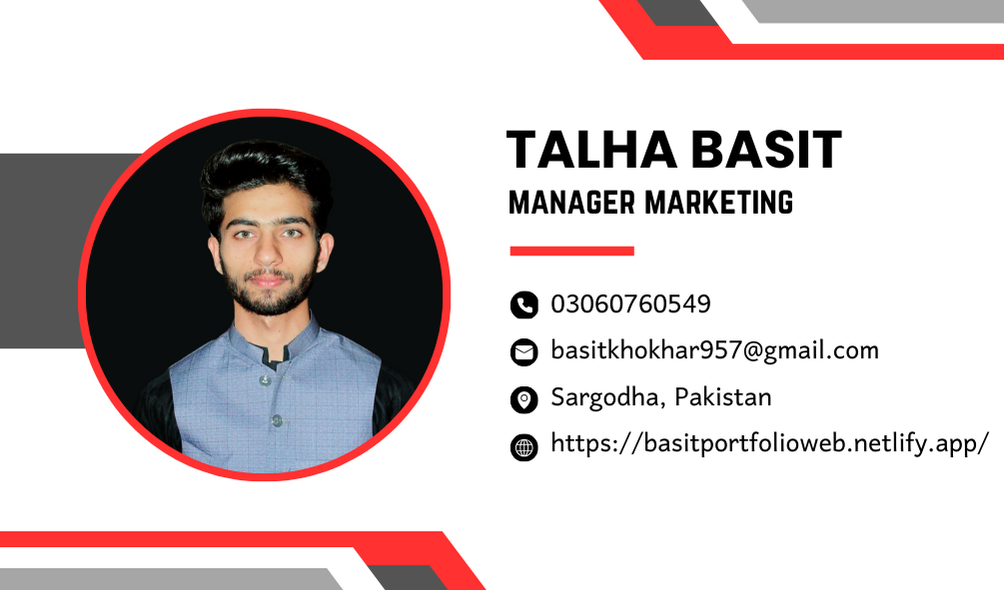 TALHA BASIT
MANAGER MARKETING
03060760549
basitkhokhar957@gmail.com
Sargodha, Pakistan
https://basitportfolioweb.netlify.app/